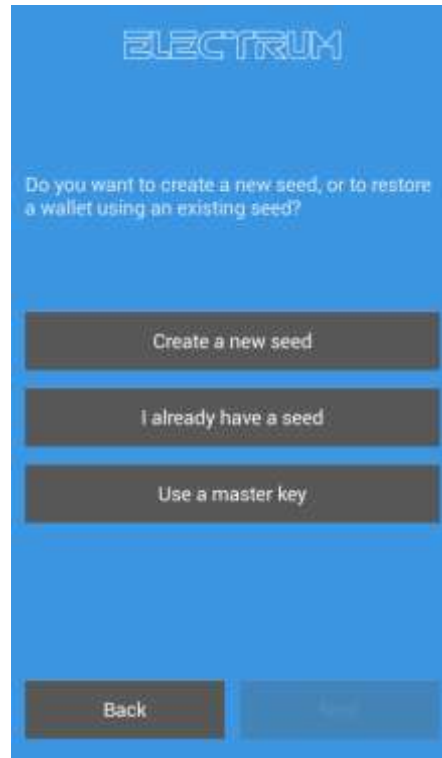 ELECTRUM
Do you want to create a new seed, or to restore
a wallet using an existing seed?
Create a new seed
I already have a seed
Use a master key
Back
Next